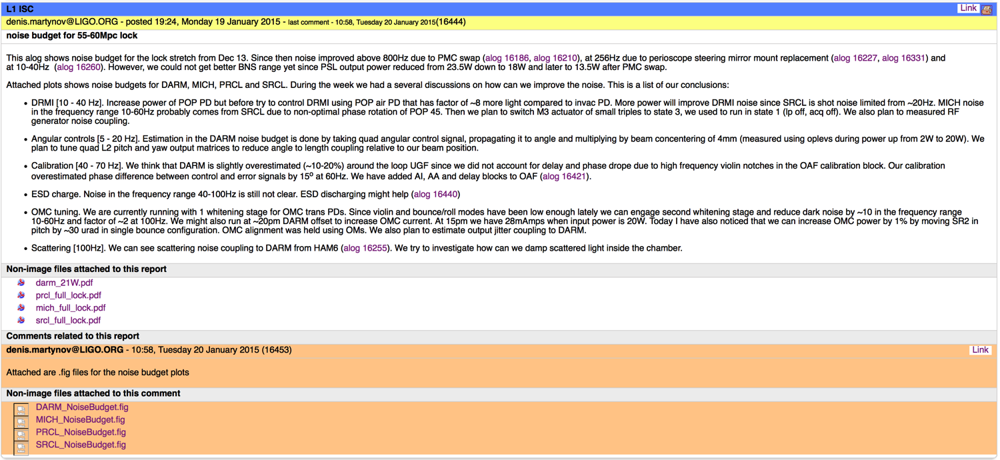 L1 ISC
Link
denis.martynov@LIGO.ORG - posted 19:24, Monday 19 January 2015 - last comment - 10:58, Tuesday 20 January 2015(16444)
noise budget for 55-60Mpc lock
This alog shows noise budget for the lock stretch from Dec 13. Since then noise improved above 800Hz due to PMC swap (alog 16186, alog 16210), at 256Hz due to perioscope steering mirror mount replacement (alog 16227, alog 16331) and
at 10-40Hz (alog 16260). However, we could not get better BNS range yet since PSL output power reduced from 23.5W down to 18W and later to 13.5W after PMC swap.
Attached plots shows noise budgets for DARM, MICH, PRCL and SRCL. During the week we had a several discussions on how can we improve the noise. This is a list of our conclusions:
• DRMI [10 - 40 Hz]. Increase power of POP PD but before try to control DRMI using POP air PD that has factor of ~8 more light compared to invac PD. More power will improve DRMI noise since SRCL is shot noise limited from ~20Hz. MICH noise
in the frequency range 10-60Hz probably comes from SRCL due to non-optimal phase rotation of POP 45. Then we plan to switch M3 actuator of small triples to state 3, we used to run in state 1 (lp off, acq off). We also plan to measured RF
generator noise coupling.
• Angular controls [5 - 20 Hz]. Estimation in the DARM noise budget is done by taking quad angular control signal, propagating it to angle and multiplying by beam concentering of 4mm (measured using oplevs during power up from 2W to 20W). We
plan to tune quad L2 pitch and yaw output matrices to reduce angle to length coupling relative to our beam position.
• Calibration [40 - 70 Hz]. We think that DARM is slightly overestimated (~10-20%) around the loop UGF since we did not account for delay and phase drope due to high frequency violin notches in the OAF calibration block. Our calibration
overestimated phase difference between control and error signals by 15º at 60Hz. We have added AI, AA and delay blocks to OAF (alog 16421).
• ESD charge. Noise in the frequency range 40-100Hz is still not clear. ESD discharging might help (alog 16440)
• OMC tuning. We are currently running with 1 whitening stage for OMC trans PDs. Since violin and bounce/roll modes have been low enough lately we can engage second whitening stage and reduce dark noise by ~10 in the frequency range
10-60Hz and factor of ~2 at 100Hz. We might also run at ~20pm DARM offset to increase OMC current. At 15pm we have 28mAmps when input power is 20W. Today I have also noticed that we can increase OMC power by 1% by moving SR2 in
pitch by ~30 urad in single bounce configuration. OMC alignment was held using OMs. We also plan to estimate output jitter coupling to DARM.
• Scattering [100Hz]. We can see scattering noise coupling to DARM from HAM6 (alog 16255). We try to investigate how can we damp scattered light inside the chamber.
Non-image files attached to this report
darm_21W.pdf
prcl_full_lock.pdf
mich_full_lock.pdf
srcl_full_lock.pdf
Comments related to this report
denis.martynov@LIGO.ORG - 10:58, Tuesday 20 January 2015 (16453)
Link
Attached are .fig files for the noise budget plots
Non-image files attached to this comment
DARM_NoiseBudget.fig
MICH_NoiseBudget.fig
PRCL_NoiseBudget.fig
SRCL_NoiseBudget.fig